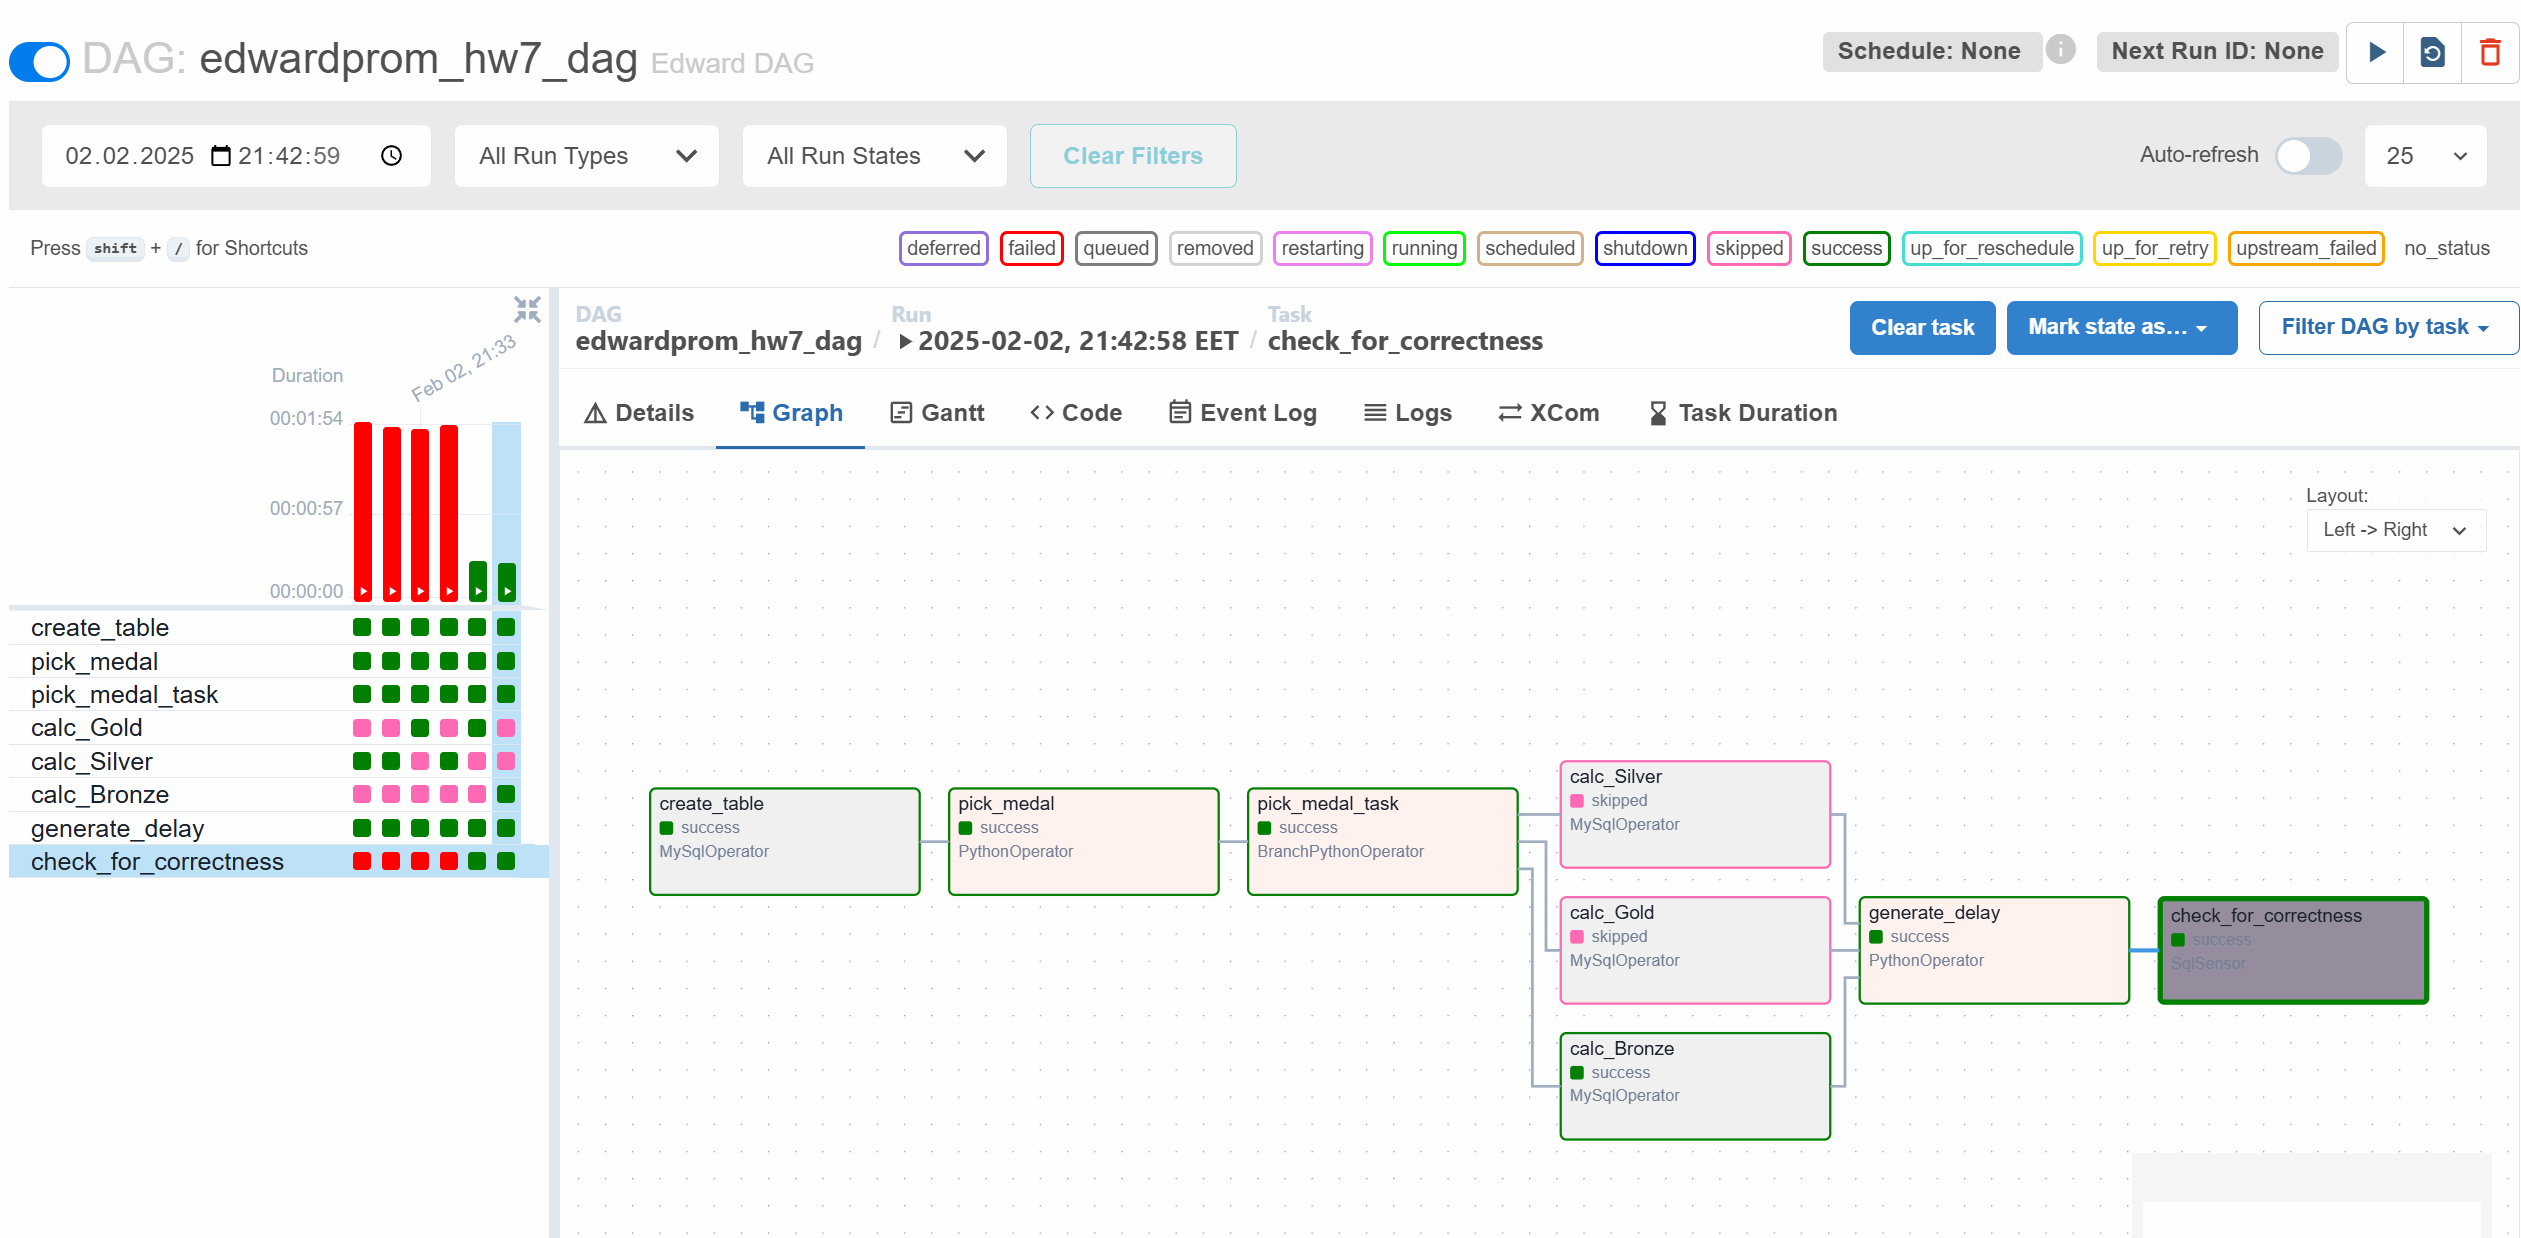 DAG: edwardprom_hw7_dag Edward DAG
Schedule: None
Next Run ID: None
02.02.2025 21:42:59
All Run Types
All Run States
Clear Filters
Auto-refresh
25
Press shift + / for Shortcuts
deferred
failed
queued
removed
restarting
running
scheduled
shutdown
skipped
success
up_for_reschedule
up_for_retry
upstream_failed
no_status
Feb 02, 21:33
Duration
00:01:54
00:00:57
00:00:00
create_table
pick_medal
pick_medal_task
calc_Gold
calc_Silver
calc_Bronze
generate_delay
check_for_correctness
DAG
edwardprom_hw7_dag
/
Run
2025-02-02, 21:42:58 EET
/
Task
check_for_correctness
Clear task
Mark state as...
Filter DAG by task
Details
Graph
Gantt
Code
Event Log
Logs
XCom
Task Duration
Layout:
Left -> Right
create_table
success
MySqlOperator
pick_medal
success
PythonOperator
pick_medal_task
success
BranchPythonOperator
calc_Silver
skipped
MySqlOperator
calc_Gold
skipped
MySqlOperator
calc_Bronze
success
MySqlOperator
generate_delay
success
PythonOperator
check_for_correctness
success
SqlSensor